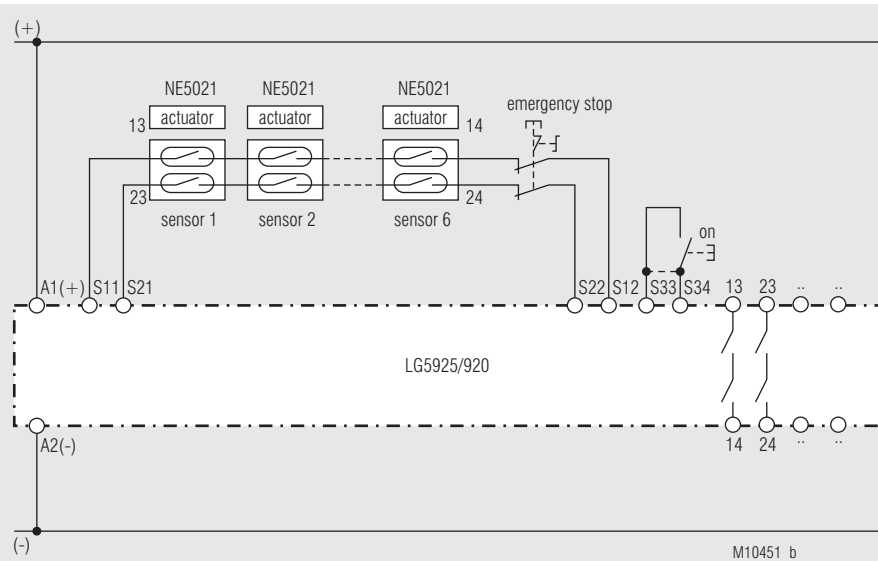 (+)
NE5021 NE5021 NE5021
13 actuator actuator actuator 14
emergency stop
23 24
sensor 1 sensor 2 sensor 6
on
A1(+) S11 S21 S22 S12 S33 S34 13 23 .. ..
LG5925/920
A2(-) 14 24 .. ..
(-)
M10451_b